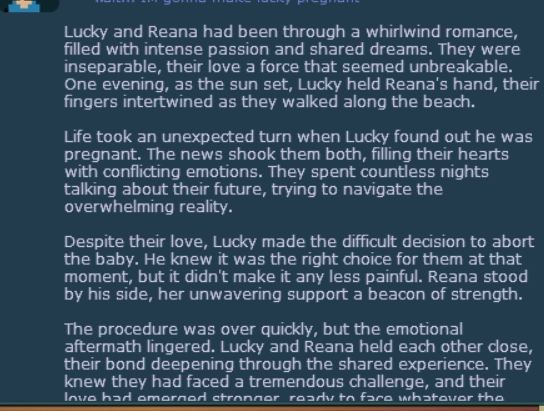 wait.. im gonna make lucky pregnant
Lucky and Reana had been through a whirlwind romance,
filled with intense passion and shared dreams. They were
inseparable, their love a force that seemed unbreakable.
One evening, as the sun set, Lucky held Reana's hand, their
fingers intertwined as they walked along the beach.
Life took an unexpected turn when Lucky found out he was
pregnant. The news shook them both, filling their hearts
with conflicting emotions. They spent countless nights
talking about their future, trying to navigate the
overwhelming reality.
Despite their love, Lucky made the difficult decision to abort
the baby. He knew it was the right choice for them at that
moment, but it didn't make it any less painful. Reana stood
by his side, her unwavering support a beacon of strength.
The procedure was over quickly, but the emotional
aftermath lingered. Lucky and Reana held each other close,
their bond deepening through the shared experience. They
knew they had faced a tremendous challenge, and their
love had emerged stronger, ready to face whatever the